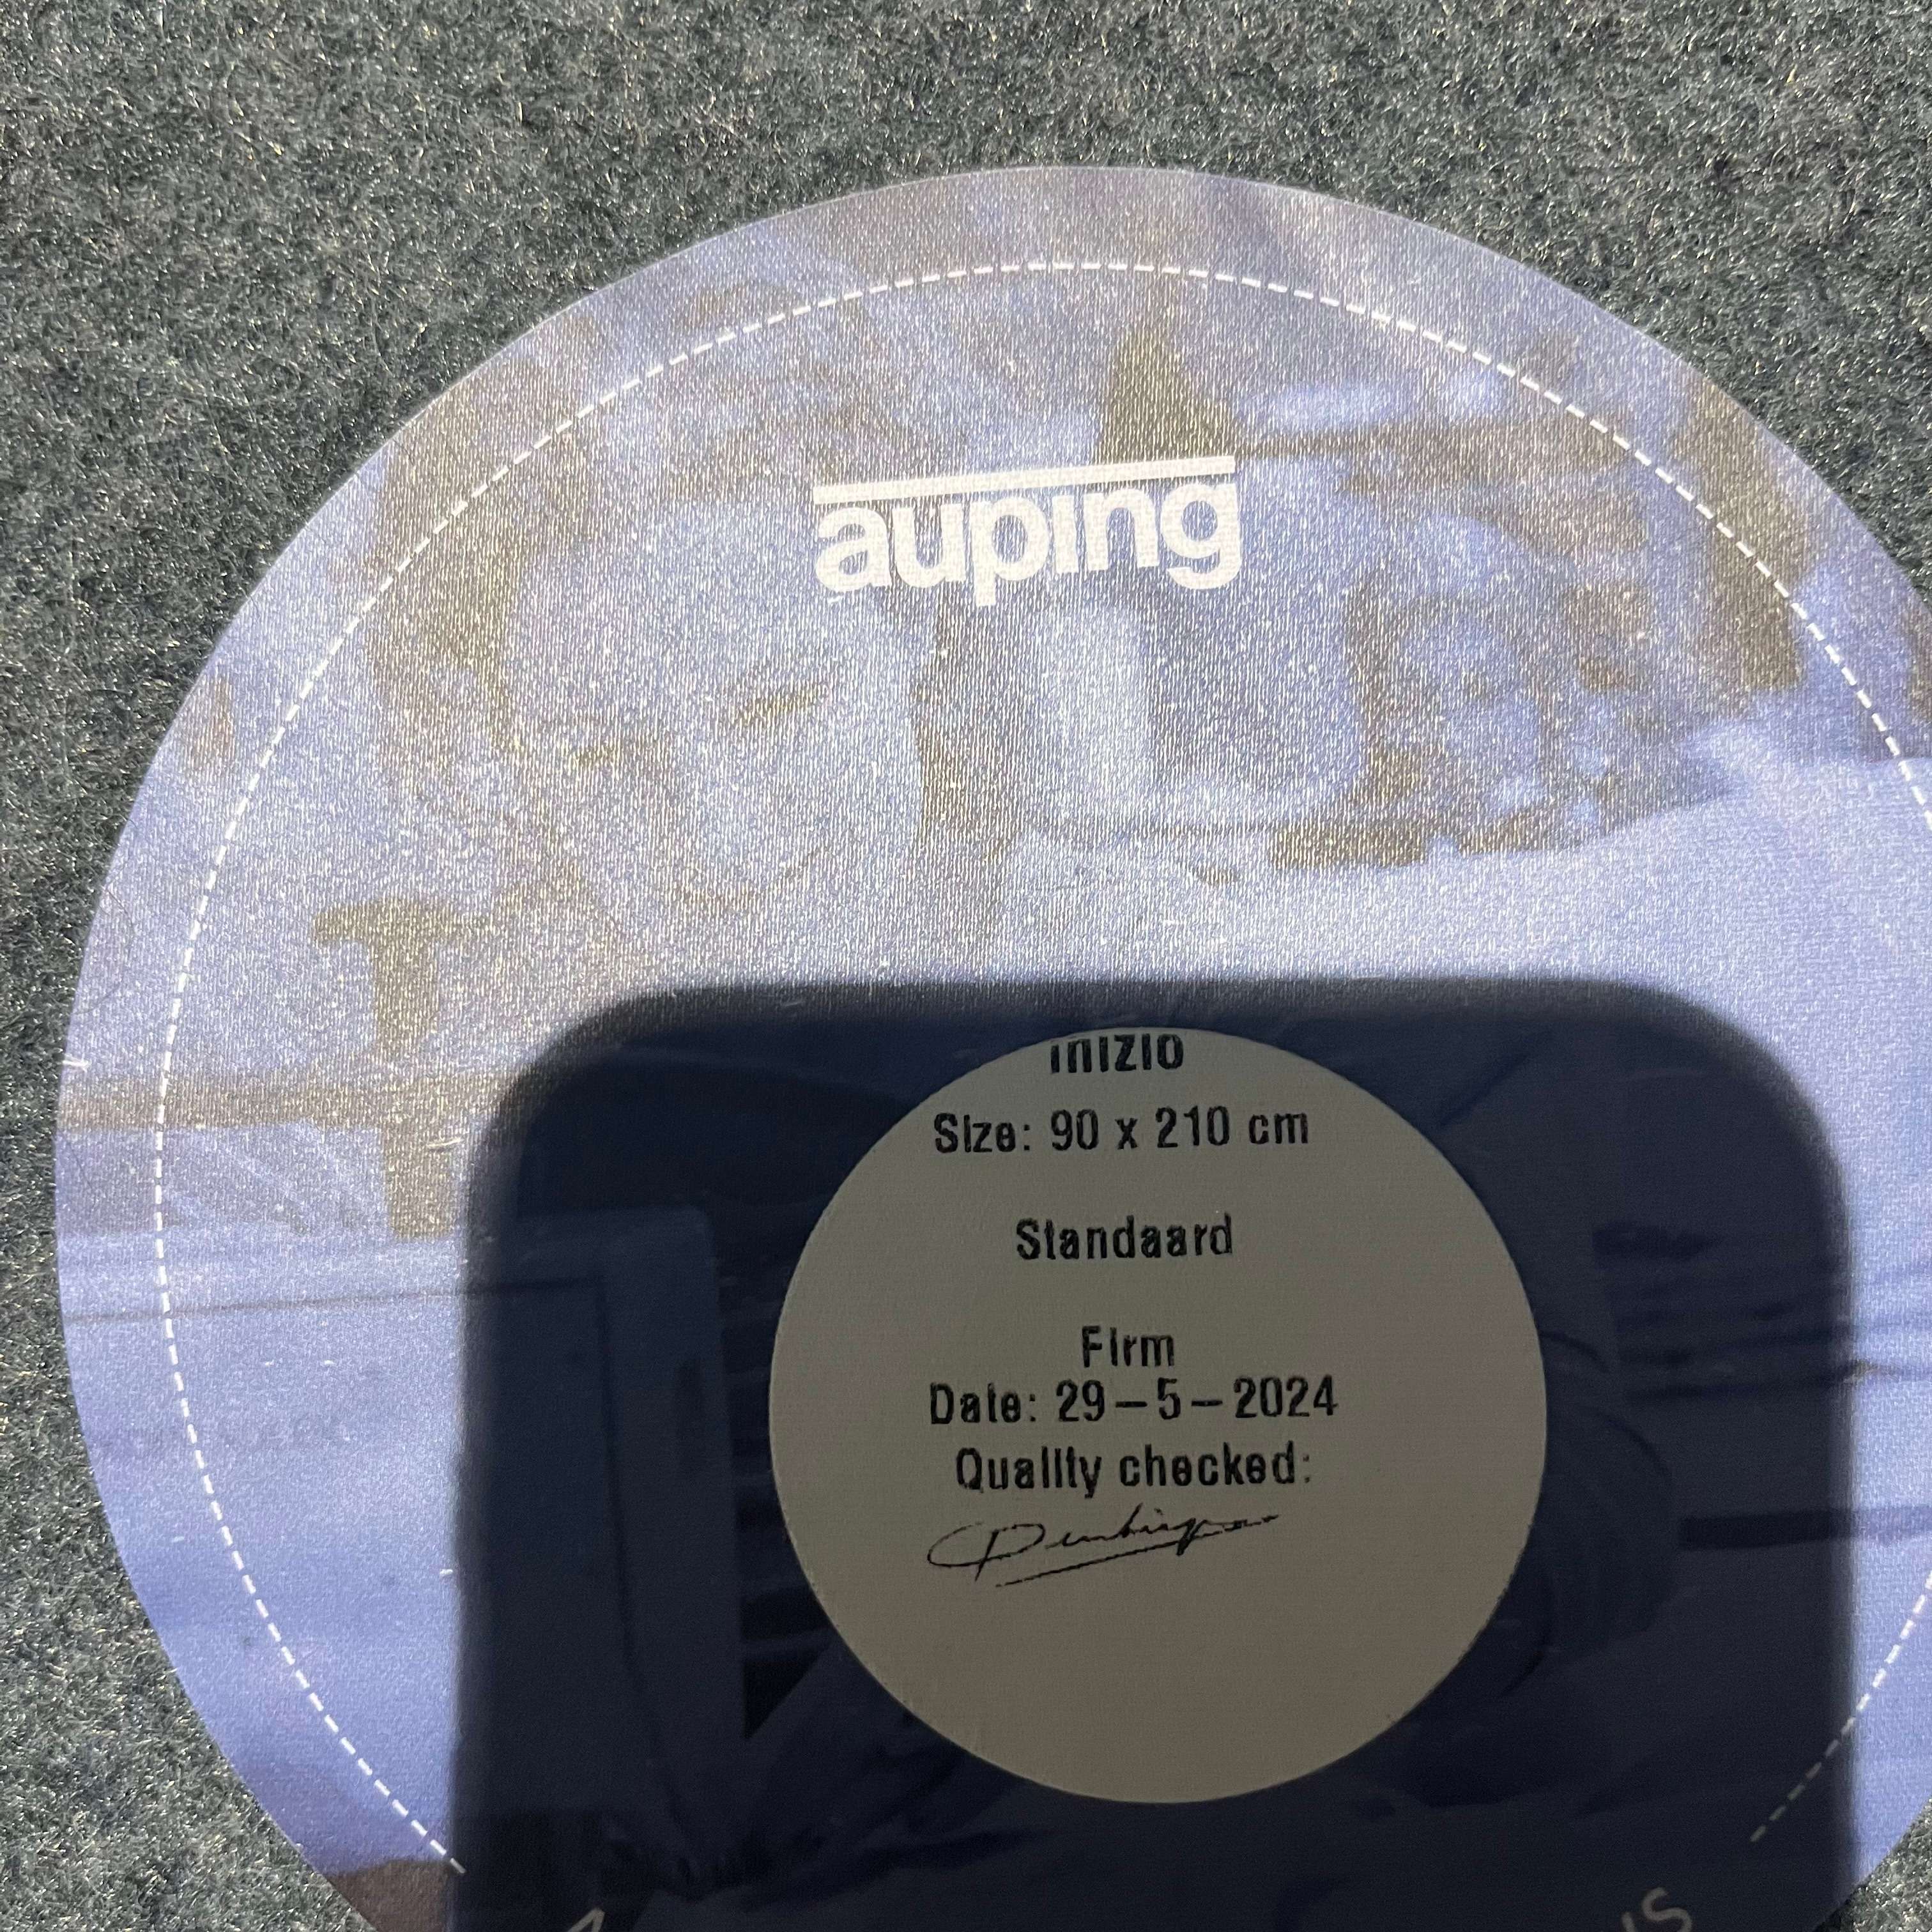 auping
Inizio
Size: 90 x 210 cm
Standaard
Firm
Date: 29-5-2024
Quality checked: